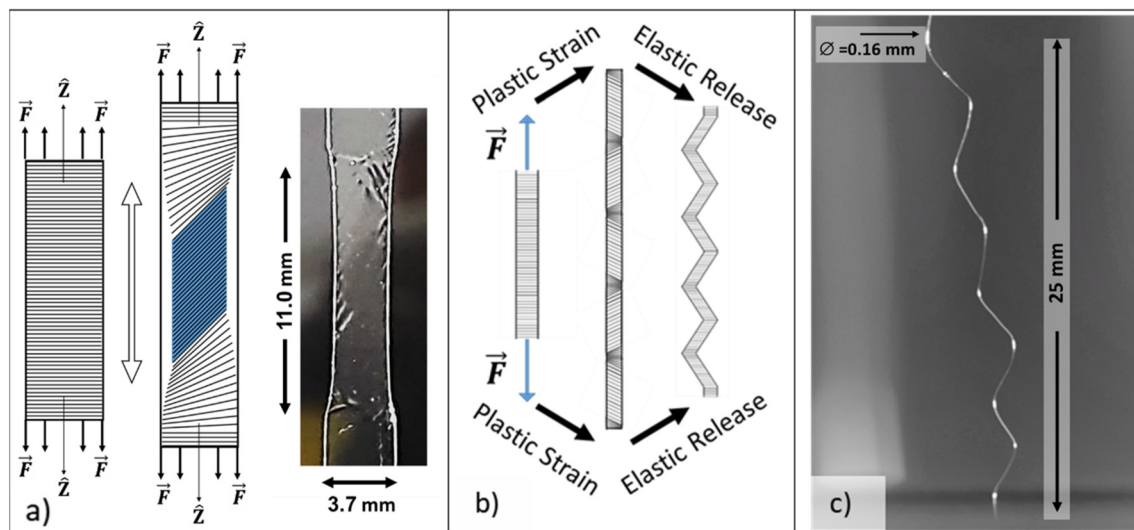 Ẑ
F⃗ F⃗
Ẑ
F⃗ F⃗
F⃗ F⃗
Ẑ
F⃗ F⃗
Ẑ
11.0 mm
3.7 mm
a)
Plastic Strain
Elastic Release
F⃗
F⃗
Plastic Strain
Elastic Release
b)
∅ =0.16 mm
25 mm
c)